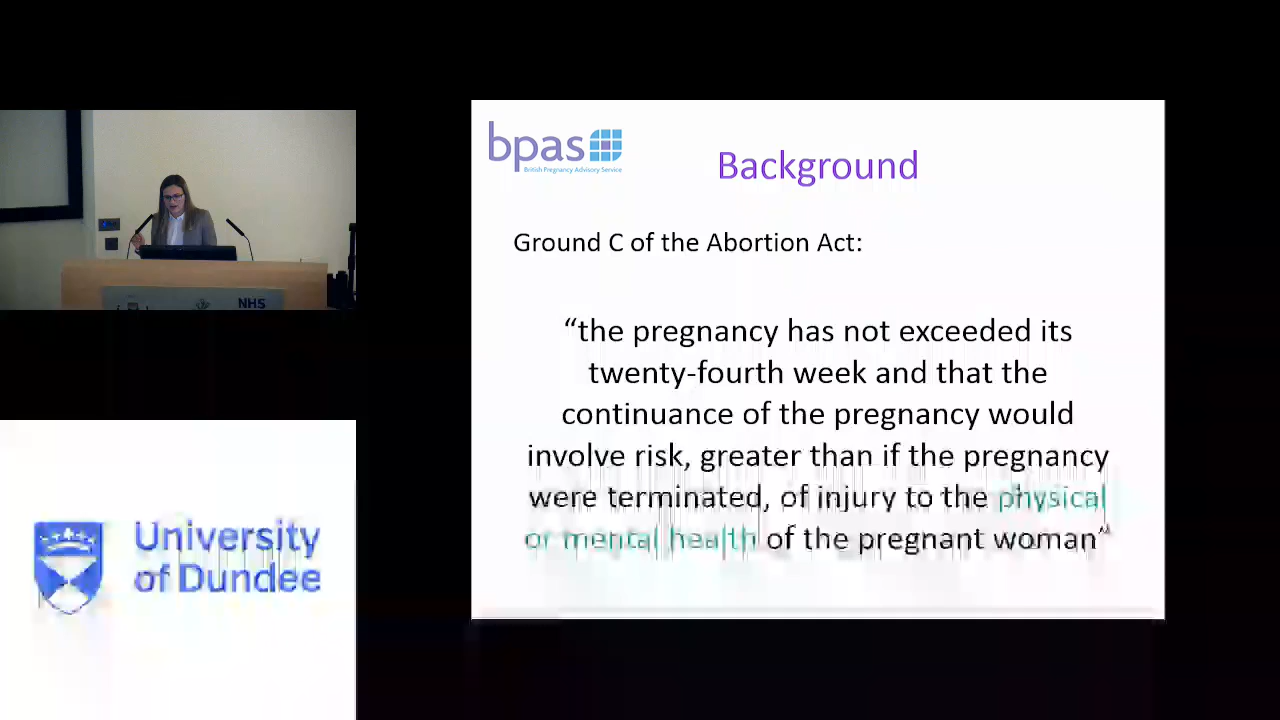 bpas
British Pregnancy Advisory Service
Background
Ground C of the Abortion Act:
“the pregnancy has not exceeded its
twenty-fourth week and that the
continuance of the pregnancy would
involve risk, greater than if the pregnancy
were terminated, of injury to the physical
or mental health of the pregnant woman”
NHS
University
of Dundee